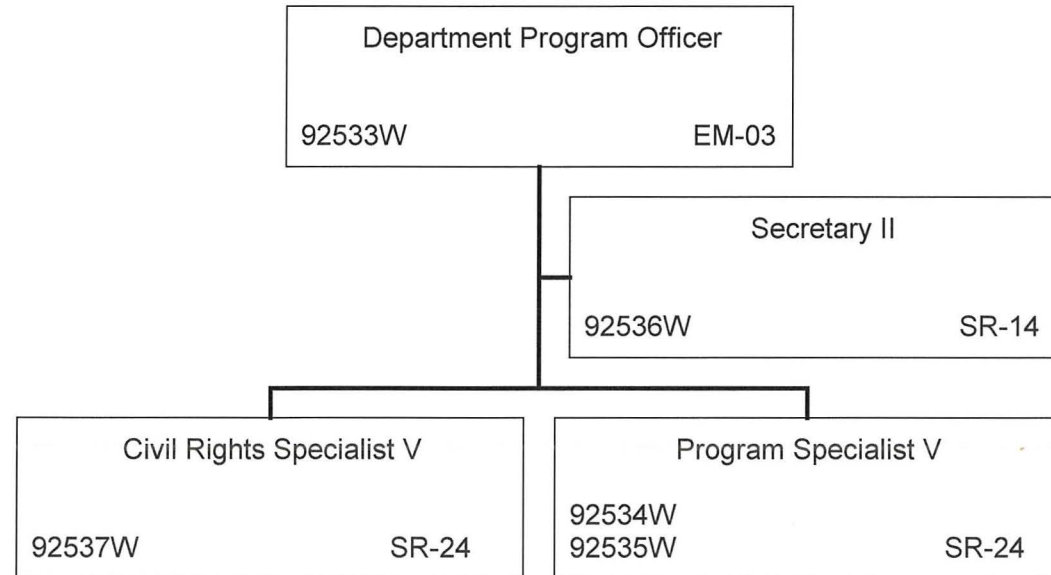 Department Program Officer
92533W EM-03
Secretary II
92536W SR-14
Civil Rights Specialist V
92537W SR-24
Program Specialist V
92534W
92535W SR-24